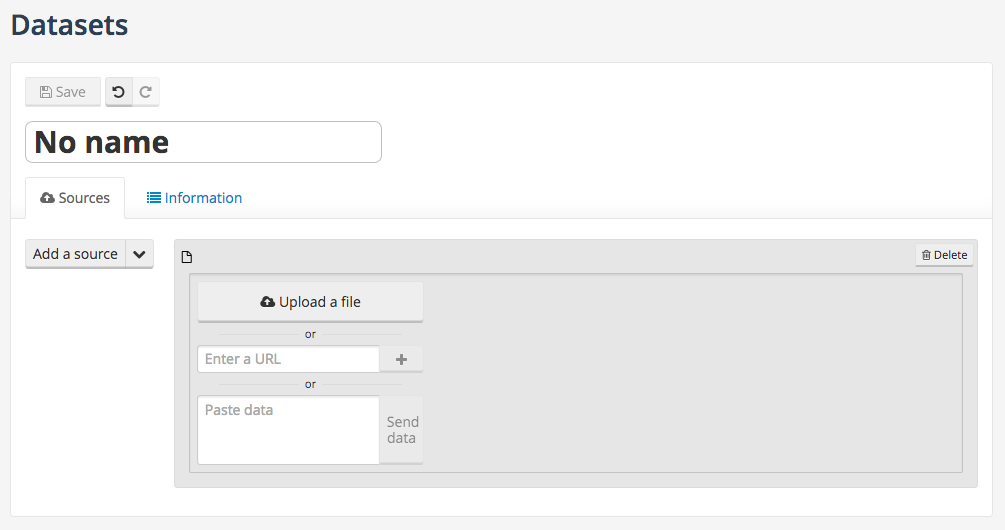 Datasets
Save
No name
Sources
Information
Add a source
Delete
Upload a file
or
Enter a URL
or
Paste data
Send
data